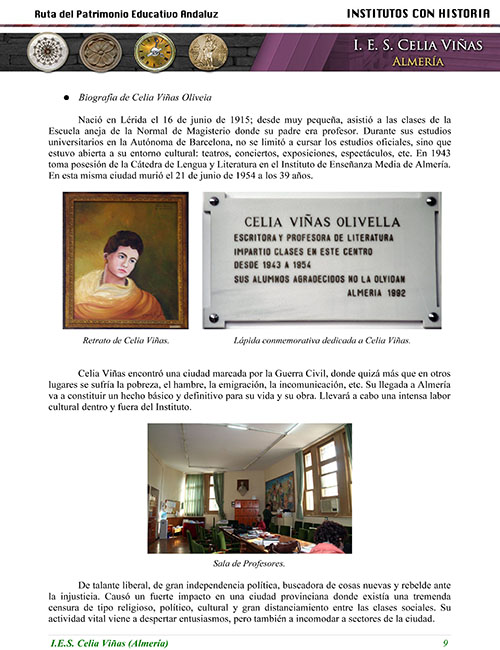 Ruta del Patrimonio Educativo Andaluz
INSTITUTOS CON HISTORIA
I. E. S. CELIA VIÑAS
ALMERÍA
● Biografía de Celia Viñas Oliveia
Nació en Lérida el 16 de junio de 1915; desde muy pequeña, asistió a las clases de la
Escuela aneja de la Normal de Magisterio donde su padre era profesor. Durante sus estudios
universitarios en la Autónoma de Barcelona, no se limitó a cursar los estudios oficiales, sino que
estuvo abierta a su entorno cultural: teatros, conciertos, exposiciones, espectáculos, etc. En 1943
toma posesión de la Cátedra de Lengua y Literatura en el Instituto de Enseñanza Media de Almería.
En esta misma ciudad murió el 21 de junio de 1954 a los 39 años.
CELIA VIÑAS OLIVELLA
ESCRITORA Y PROFESORA DE LITERATURA
IMPARTIO CLASES EN ESTE CENTRO
DESDE 1943 A 1954
SUS ALUMNOS AGRADECIDOS NO LA OLVIDAN
ALMERIA 1992
Retrato de Celia Viñas.
Lápida conmemorativa dedicada a Celia Viñas.
Celia Viñas encontró una ciudad marcada por la Guerra Civil, donde quizá más que en otros
lugares se sufría la pobreza, el hambre, la emigración, la incomunicación, etc. Su llegada a Almería
va a constituir un hecho básico y definitivo para su vida y su obra. Llevará a cabo una intensa labor
cultural dentro y fuera del Instituto.
Sala de Profesores.
De talante liberal, de gran independencia política, buscadora de cosas nuevas y rebelde ante
la injusticia. Causó un fuerte impacto en una ciudad provinciana donde existía una tremenda
censura de tipo religioso, político, cultural y gran distanciamiento entre las clases sociales. Su
actividad vital viene a despertar entusiasmos, pero también a incomodar a sectores de la ciudad.
I.E.S. Celia Viñas (Almería)
9